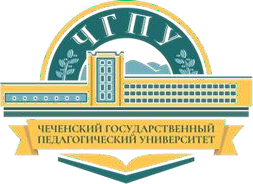 ЧГПУ
ЧЕЧЕНСКИЙ ГОСУДАРСТВЕННЫЙ
ПЕДАГОГИЧЕСКИЙ УНИВЕРСИТЕТ